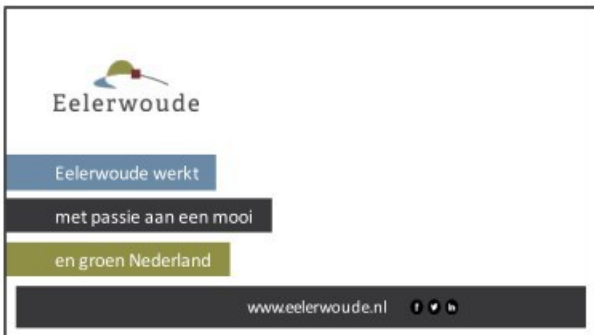 Eelerwoude
Eelerwoude werkt
met passie aan een mooi
en groen Nederland
www.eelerwoude.nl